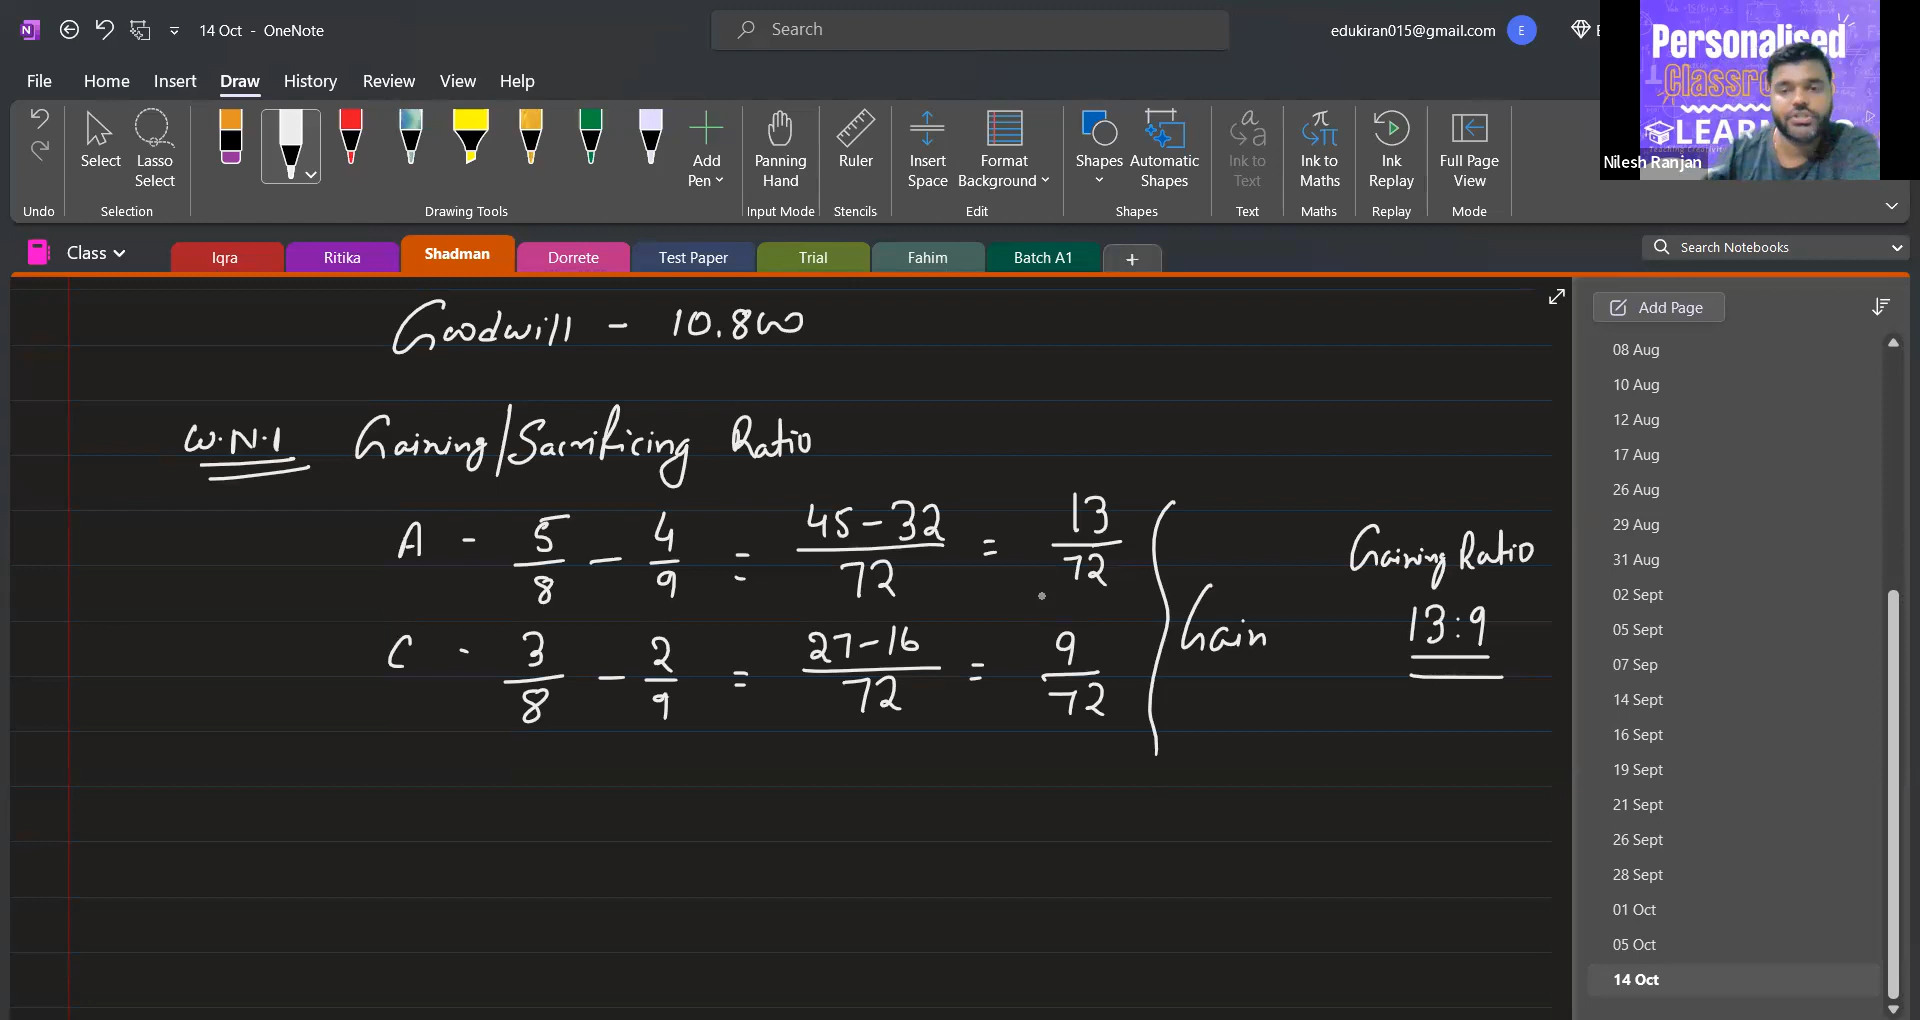 14 Oct - OneNote
Search
edukiran015@gmail.com
E
Personalised
Classro
LEAR
Nilesh Ranjan
File Home Insert Draw History Review View Help
Select
Lasso
Select
Add
Pen
Panning
Hand
Ruler
Insert
Space
Format
Background
Shapes
Automatic
Shapes
Ink to
Text
Ink to
Maths
Ink
Replay
Full Page
View
Undo Selection Drawing Tools Input Mode Stencils Edit Shapes Text Maths Replay Mode
Class Iqra Ritika Shadman Dorrete Test Paper Trial Fahim Batch A1 +
Search Notebooks
Add Page
08 Aug
10 Aug
12 Aug
17 Aug
26 Aug
29 Aug
31 Aug
02 Sept
05 Sept
07 Sep
14 Sept
16 Sept
19 Sept
21 Sept
26 Sept
28 Sept
01 Oct
05 Oct
14 Oct
Goodwill - 10.800
W.N.1 Gaining/Sacrificing Ratio
A - 5/8 - 4/9 = 45-32/72 = 13/72
C - 3/8 - 2/9 = 27-16/72 = 9/72
Gain
Gaining Ratio
13:9